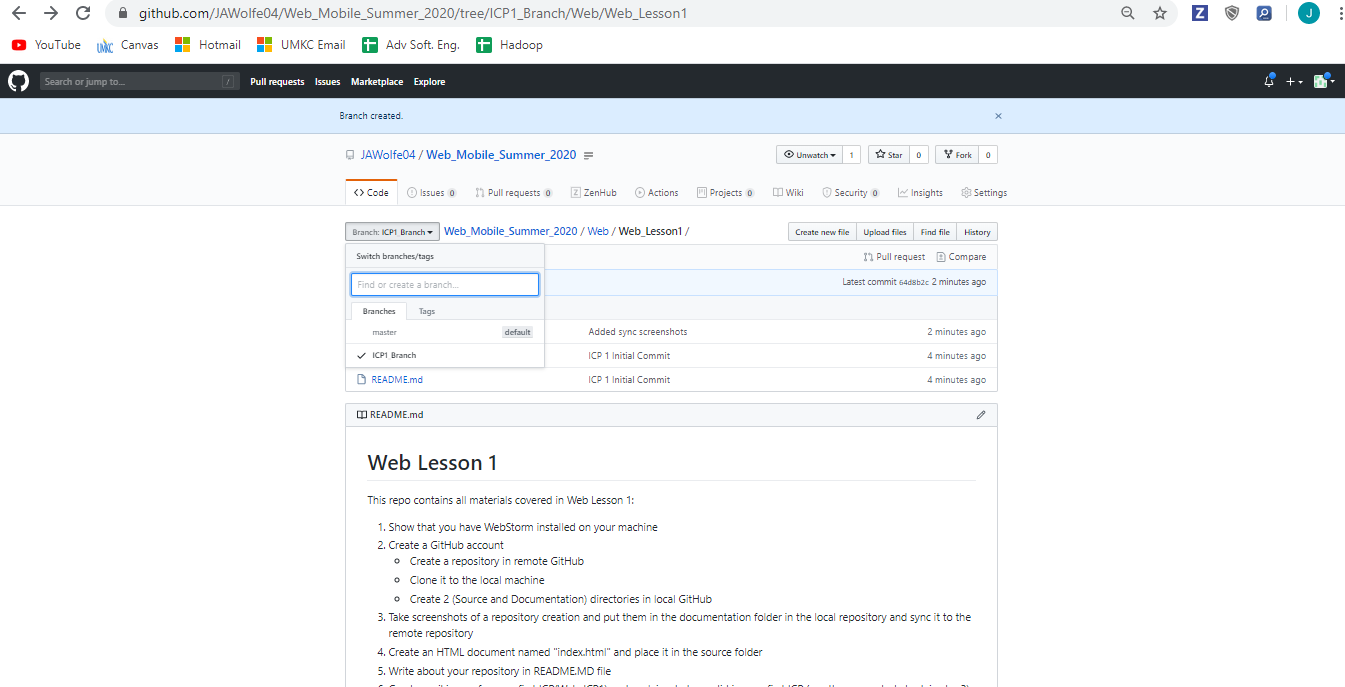 github.com/JAWolfe04/Web_Mobile_Summer_2020/tree/ICP1_Branch/Web/Web_Lesson1
Z J
YouTube UMKC Canvas Hotmail UMKC Email Adv Soft. Eng. Hadoop
Search or jump to... / Pull requests Issues Marketplace Explore
Branch created.
JAWolfe04 / Web_Mobile_Summer_2020 Unwatch 1 Star 0 Fork 0
Code Issues 0 Pull requests 0 ZenHub Actions Projects 0 Wiki Security 0 Insights Settings
Branch: ICP1_Branch Web_Mobile_Summer_2020 / Web / Web_Lesson1 / Create new file Upload files Find file History
Switch branches/tags Pull request Compare
Find or create a branch... Latest commit 64d8b2c 2 minutes ago
Branches Tags
master default Added sync screenshots 2 minutes ago
ICP1_Branch ICP 1 Initial Commit 4 minutes ago
README.md ICP 1 Initial Commit 4 minutes ago
README.md
Web Lesson 1
This repo contains all materials covered in Web Lesson 1:
1. Show that you have WebStorm installed on your machine
2. Create a GitHub account
Create a repository in remote GitHub
Clone it to the local machine
Create 2 (Source and Documentation) directories in local GitHub
3. Take screenshots of a repository creation and put them in the documentation folder in the local repository and sync it to the
remote repository
4. Create an HTML document named "index.html" and place it in the source folder
5. Write about your repository in README.MD file